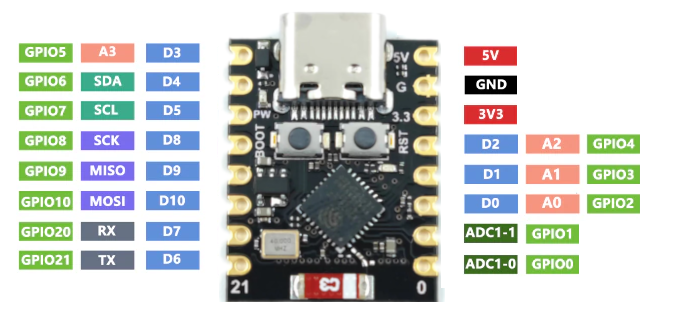 GPIO5 A3 D3
GPIO6 SDA D4
GPIO7 SCL D5
GPIO8 SCK D8
GPIO9 MISO D9
GPIO10 MOSI D10
GPIO20 RX D7
GPIO21 TX D6
5V
G
PW
3.3
BOOT
RST
C3
21
0
5V
GND
3V3
D2 A2 GPIO4
D1 A1 GPIO3
D0 A0 GPIO2
ADC1-1 GPIO1
ADC1-0 GPIO0